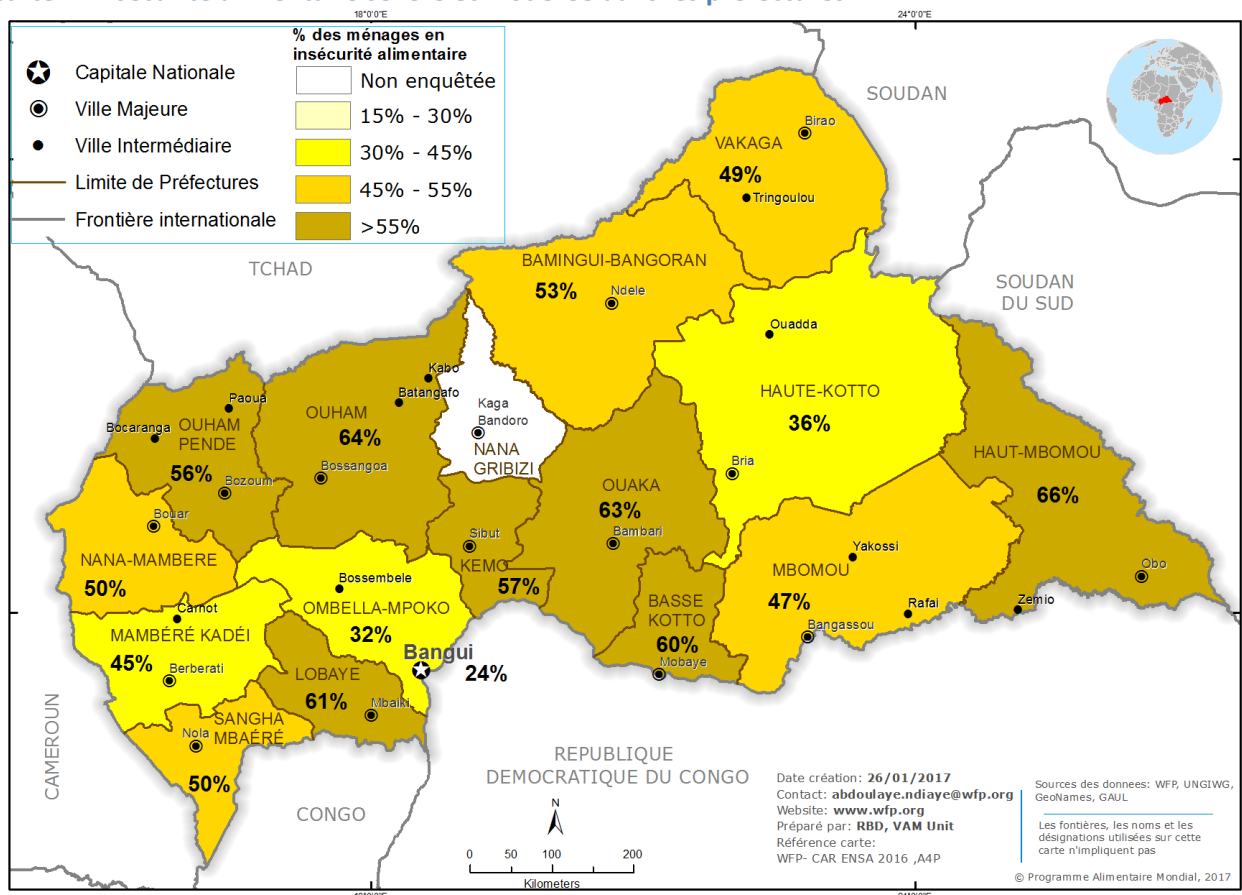 18°0'0"E
24°0'0"E
% des ménages en
insécurité alimentaire
Capitale Nationale
Ville Majeure
Ville Intermédiaire
Limite de Préfectures
Frontière internationale
Non enquêtée
15% - 30%
30% - 45%
45% - 55%
>55%
SOUDAN
Birao
VAKAGA
49%
Tringoulou
TCHAD
BAMINGUI-BANGORAN
53%
Ndele
SOUDAN
DU SUD
Ouadda
HAUTE-KOTTO
36%
Bria
Kabo
Batangafo
OUHAM
64%
Bossangoa
Kaga
Bandoro
NANA
GRIBIZI
Paoua
Bocaranga
OUHAM
PENDE
56%
Bozoum
HAUT-MBOMOU
66%
Obo
Zemio
OUAKA
63%
Bambari
Bouar
NANA-MAMBERE
50%
Sibut
KEMO
57%
Yakossi
MBOMOU
47%
Rafai
Bangassou
Bossembele
OMBELLA-MPOKO
32%
Bangui
24%
BASSE
KOTTO
60%
Mobaye
Carnot
MAMBÉRÉ KADÉI
45%
Berberati
LOBAYE
61%
Mbaiki
SANGHA
MBAÉRÉ
Nola
50%
CAMEROUN
CONGO
REPUBLIQUE
DEMOCRATIQUE DU CONGO
N
0 50 100 200
Kilometers
Date création: 26/01/2017
Contact: abdoulaye.ndiaye@wfp.org
Website: www.wfp.org
Préparé par: RBD, VAM Unit
Référence carte:
WFP- CAR ENSA 2016 ,A4P
Sources des donnees: WFP, UNGIWG,
GeoNames, GAUL
Les fontières, les noms et les
désignations utilisées sur cette
carte n'impliquent pas
© Programme Alimentaire Mondial, 2017